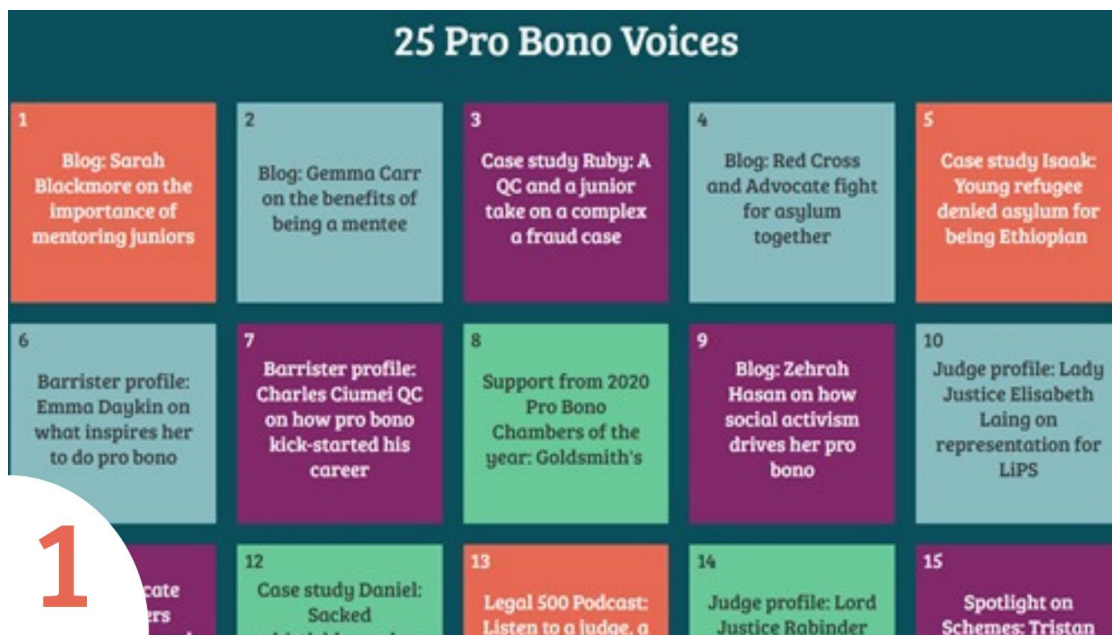 25 Pro Bono Voices
1
Blog: Sarah
Blackmore on the
importance of
mentoring juniors
2
Blog: Gemma Carr
on the benefits of
being a mentee
3
Case study Ruby: A
QC and a junior
take on a complex
a fraud case
4
Blog: Red Cross
and Advocate fight
for asylum
together
5
Case study Isaak:
Young refugee
denied asylum for
being Ethiopian
6
Barrister profile:
Emma Daykin on
what inspires her
to do pro bono
7
Barrister profile:
Charles Ciumei QC
on how pro bono
kick-started his
career
8
Support from 2020
Pro Bono
Chambers of the
year: Goldsmith's
9
Blog: Zehrah
Hasan on how
social activism
drives her pro
bono
10
Judge profile: Lady
Justice Elisabeth
Laing on
representation for
LiPS
1
12
Case study Daniel:
Sacked
13
Legal 500 Podcast:
Listen to a judge, a
14
Judge profile: Lord
Justice Rabinder
15
Spotlight on
Schemes: Tristan